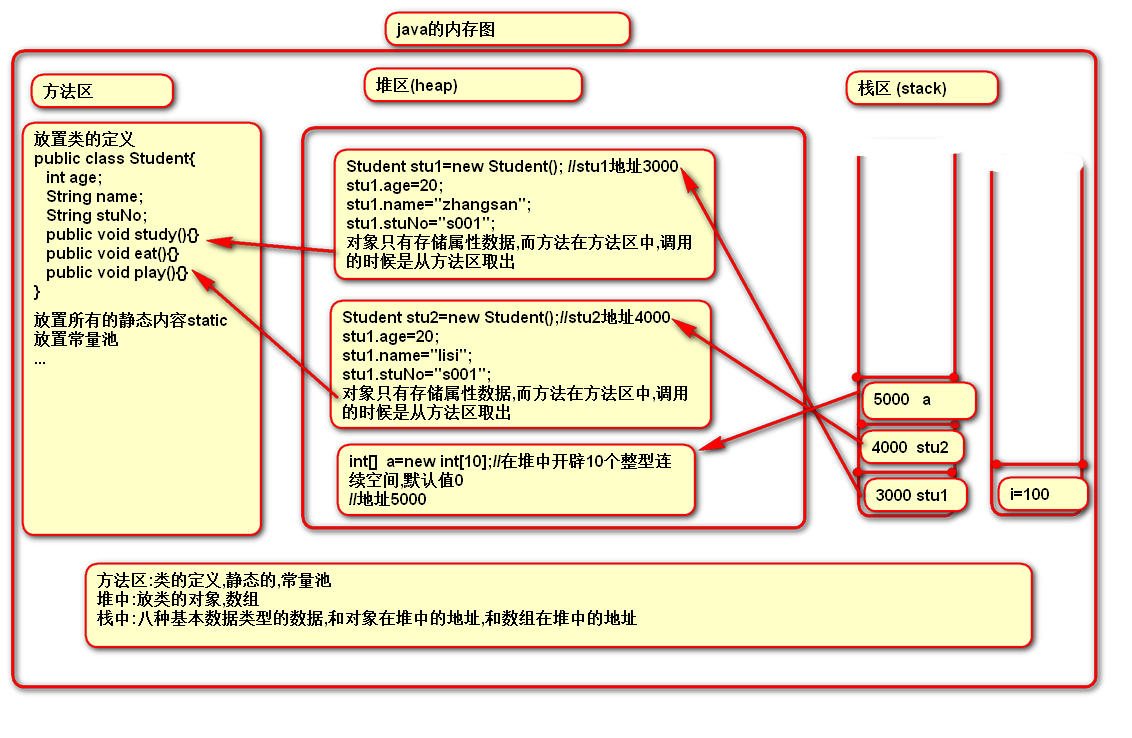 java的内存图
方法区
堆区(heap)
栈区 (stack)
放置类的定义
public class Student{
int age;
String name;
String stuNo;
public void study(){}
public void eat(){}
public void play(){}
}
放置所有的静态内容static
放置常量池
...
Student stu1=new Student(); //stu1地址3000
stu1.age=20;
stu1.name="zhangsan";
stu1.stuNo="s001";
对象只有存储属性数据,而方法在方法区中,调用
的时候是从方法区取出
Student stu2=new Student();//stu2地址4000
stu1.age=20;
stu1.name="lisi";
stu1.stuNo="s001";
对象只有存储属性数据,而方法在方法区中,调用
的时候是从方法区取出
int[] a=new int[10];//在堆中开辟10个整型连
续空间,默认值0
//地址5000
5000 a
4000 stu2
3000 stu1
i=100
方法区:类的定义,静态的,常量池
堆中:放类的对象,数组
栈中:八种基本数据类型的数据,和对象在堆中的地址,和数组在堆中的地址